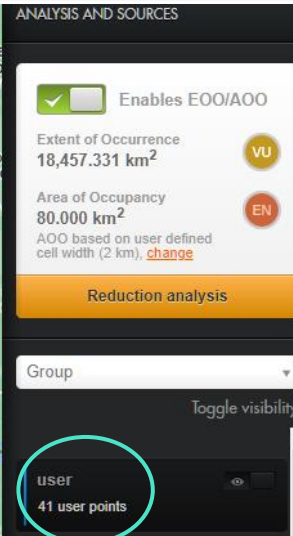 ANALYSIS AND SOURCES
Enables EOO/AOO
Extent of Occurrence
18,457.331 km²
VU
Area of Occupancy
80.000 km²
EN
AOO based on user defined
cell width (2 km), change
Reduction analysis
Group
Toggle visibility
user
41 user points